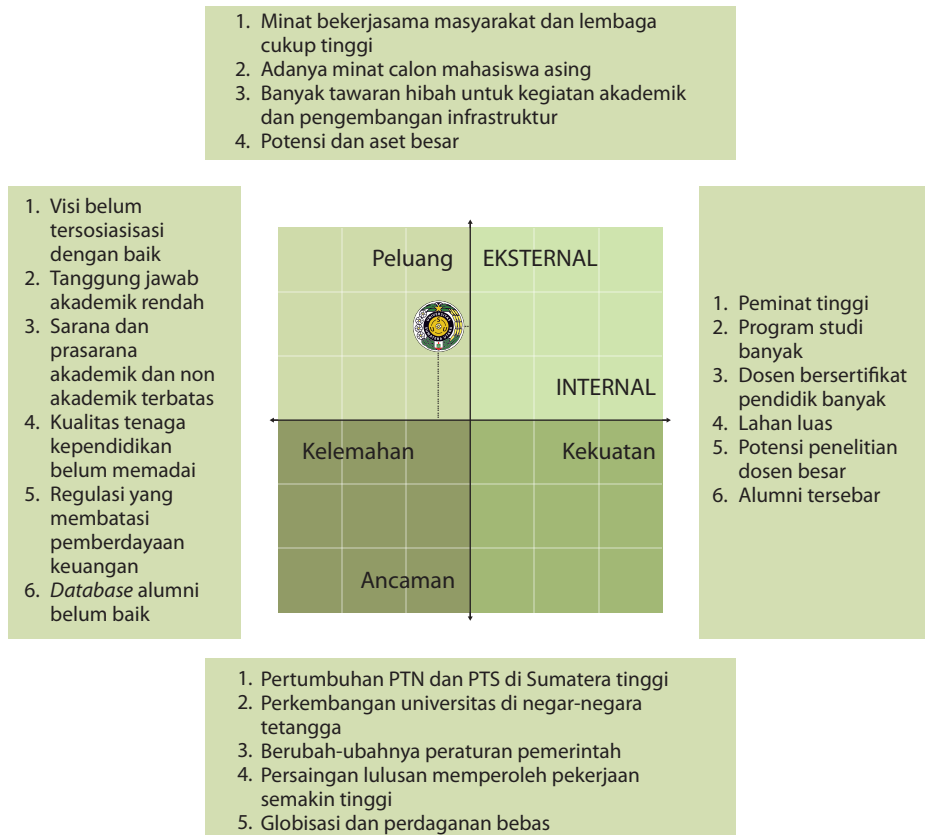 1. Minat bekerjasama masyarakat dan lembaga
cukup tinggi
2. Adanya minat calon mahasiswa asing
3. Banyak tawaran hibah untuk kegiatan akademik
dan pengembangan infrastruktur
4. Potensi dan aset besar
1. Visi belum
tersosiasisasi
dengan baik
2. Tanggung jawab
akademik rendah
3. Sarana dan
prasarana
akademik dan non
akademik terbatas
4. Kualitas tenaga
kependidikan
belum memadai
5. Regulasi yang
membatasi
pemberdayaan
keuangan
6. Database alumni
belum baik
Peluang
EKSTERNAL
INTERNAL
Kelemahan
Kekuatan
Ancaman
1. Peminat tinggi
2. Program studi
banyak
3. Dosen bersertifikat
pendidik banyak
4. Lahan luas
5. Potensi penelitian
dosen besar
6. Alumni tersebar
1. Pertumbuhan PTN dan PTS di Sumatera tinggi
2. Perkembangan universitas di negar-negara
tetangga
3. Berubah-ubahnya peraturan pemerintah
4. Persaingan lulusan memperoleh pekerjaan
semakin tinggi
5. Globisasi dan perdaganan bebas